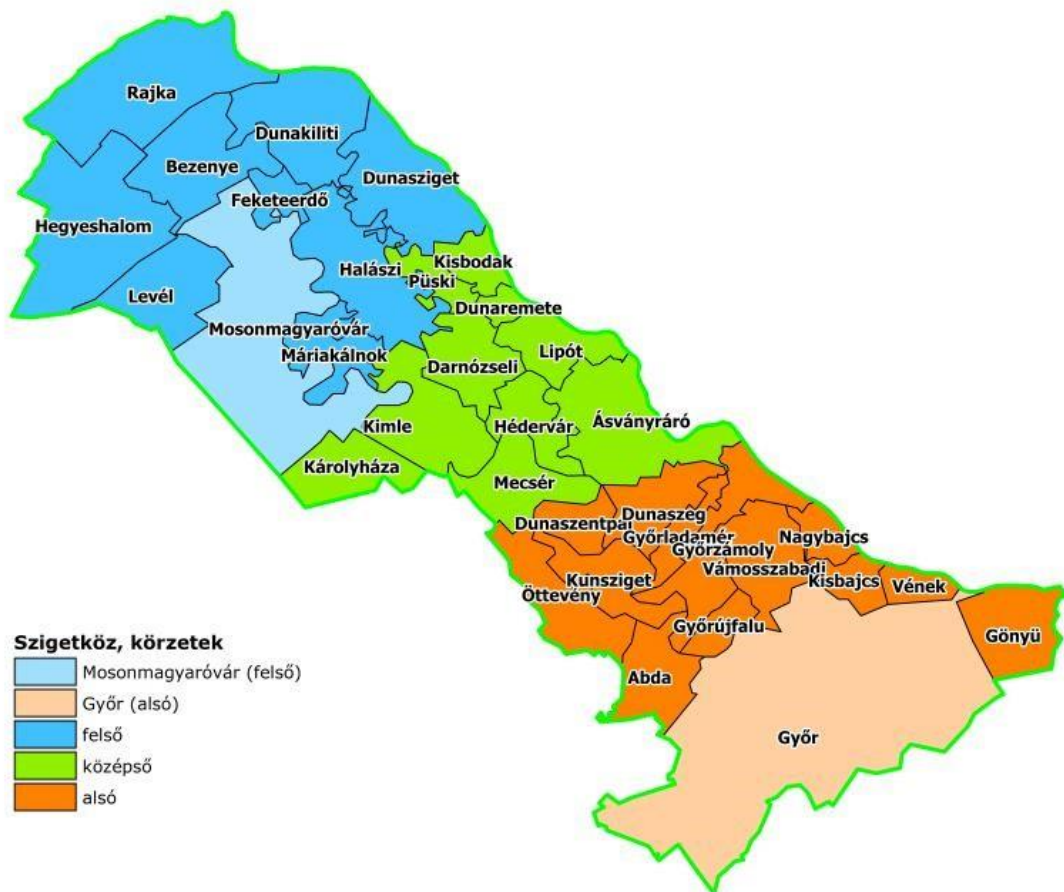 Rajka
Dunakiliti
Bezenye
Dunasziget
Feketeerdő
Hegyeshalom
Kisbodak
Halászi
Püski
Levél
Dunaremete
Mosonmagyaróvár
Lipót
Máriakálnok
Darnózseli
Ásványráró
Kimle
Hédervár
Károlyháza
Mecsér
Dunaszeg
Dunaszentpál
Győrladamér
Nagybajcs
Győrzámoly
Vámosszabadi
Kunsziget
Kisbajcs
Vének
Öttevény
Győrújfalu
Gönyü
Abda
Győr
Szigetköz, körzetek
Mosonmagyaróvár (felső)
Győr (alsó)
felső
középső
alsó